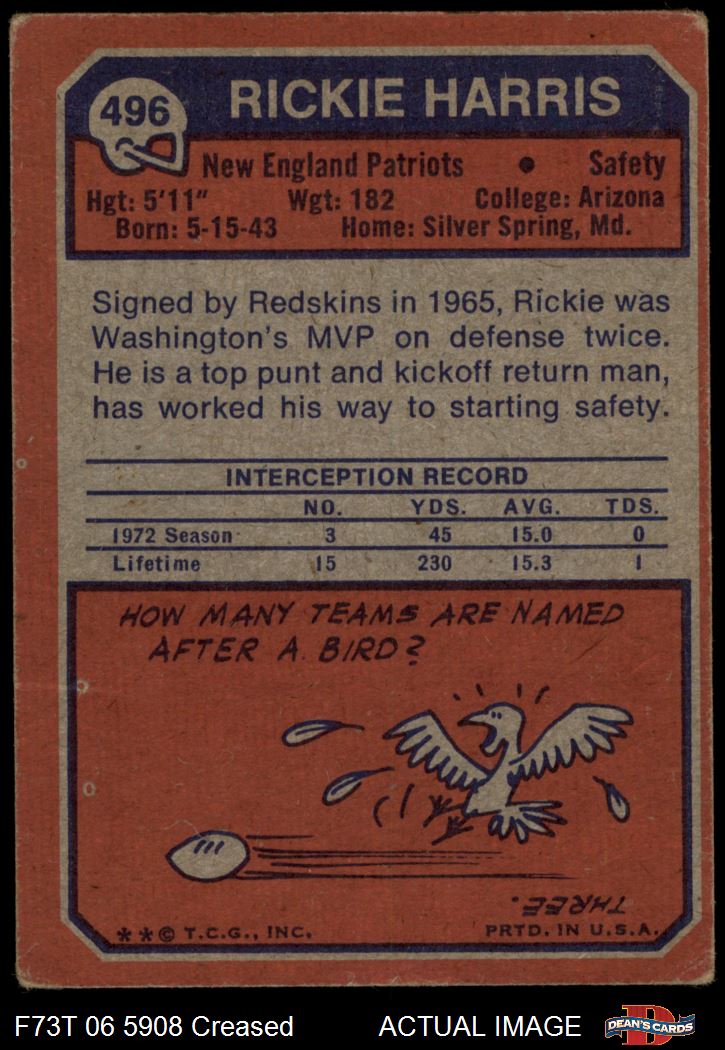 496
RICKIE HARRIS
New England Patriots • Safety
Hgt: 5'11" Wgt: 182 College: Arizona
Born: 5-15-43 Home: Silver Spring, Md.
Signed by Redskins in 1965, Rickie was
Washington's MVP on defense twice.
He is a top punt and kickoff return man,
has worked his way to starting safety.
INTERCEPTION RECORD
NO. YDS. AVG. TDS.
1972 Season 3 45 15.0 0
Lifetime 15 230 15.3 1
HOW MANY TEAMS ARE NAMED
AFTER A BIRD?
THREE.
**© T.C.G., INC. PRTD. IN U.S.A.
F73T 06 5908 Creased ACTUAL IMAGE
D
DEAN'S CARDS